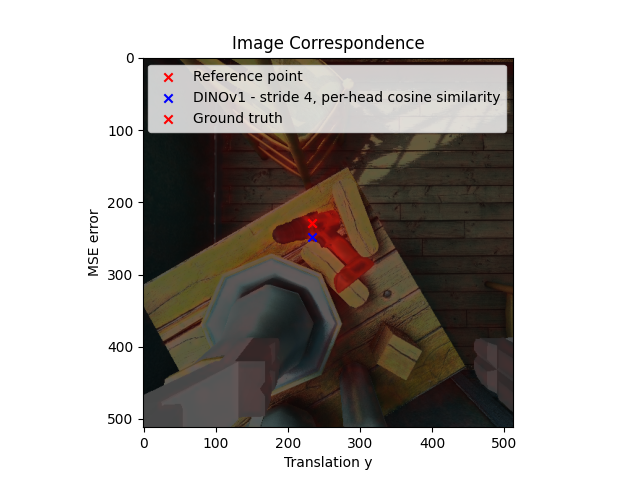 Image Correspondence
Reference point
DINOv1 - stride 4, per-head cosine similarity
Ground truth
MSE error
0
100
200
300
400
500
0
100
200
300
400
500
Translation y